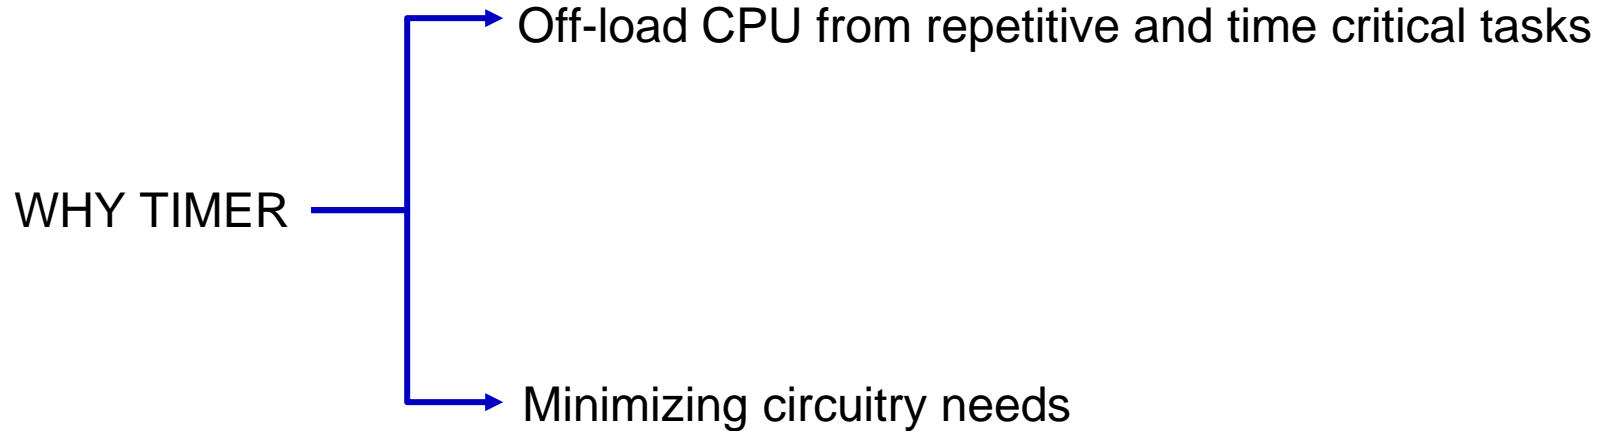 Off-load CPU from repetitive and time critical tasks
WHY TIMER
Minimizing circuitry needs